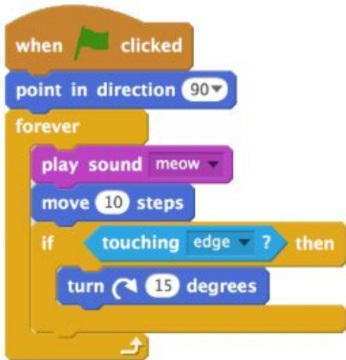 when clicked
point in direction 90
forever
play sound meow
move 10 steps
if touching edge ? then
turn 15 degrees